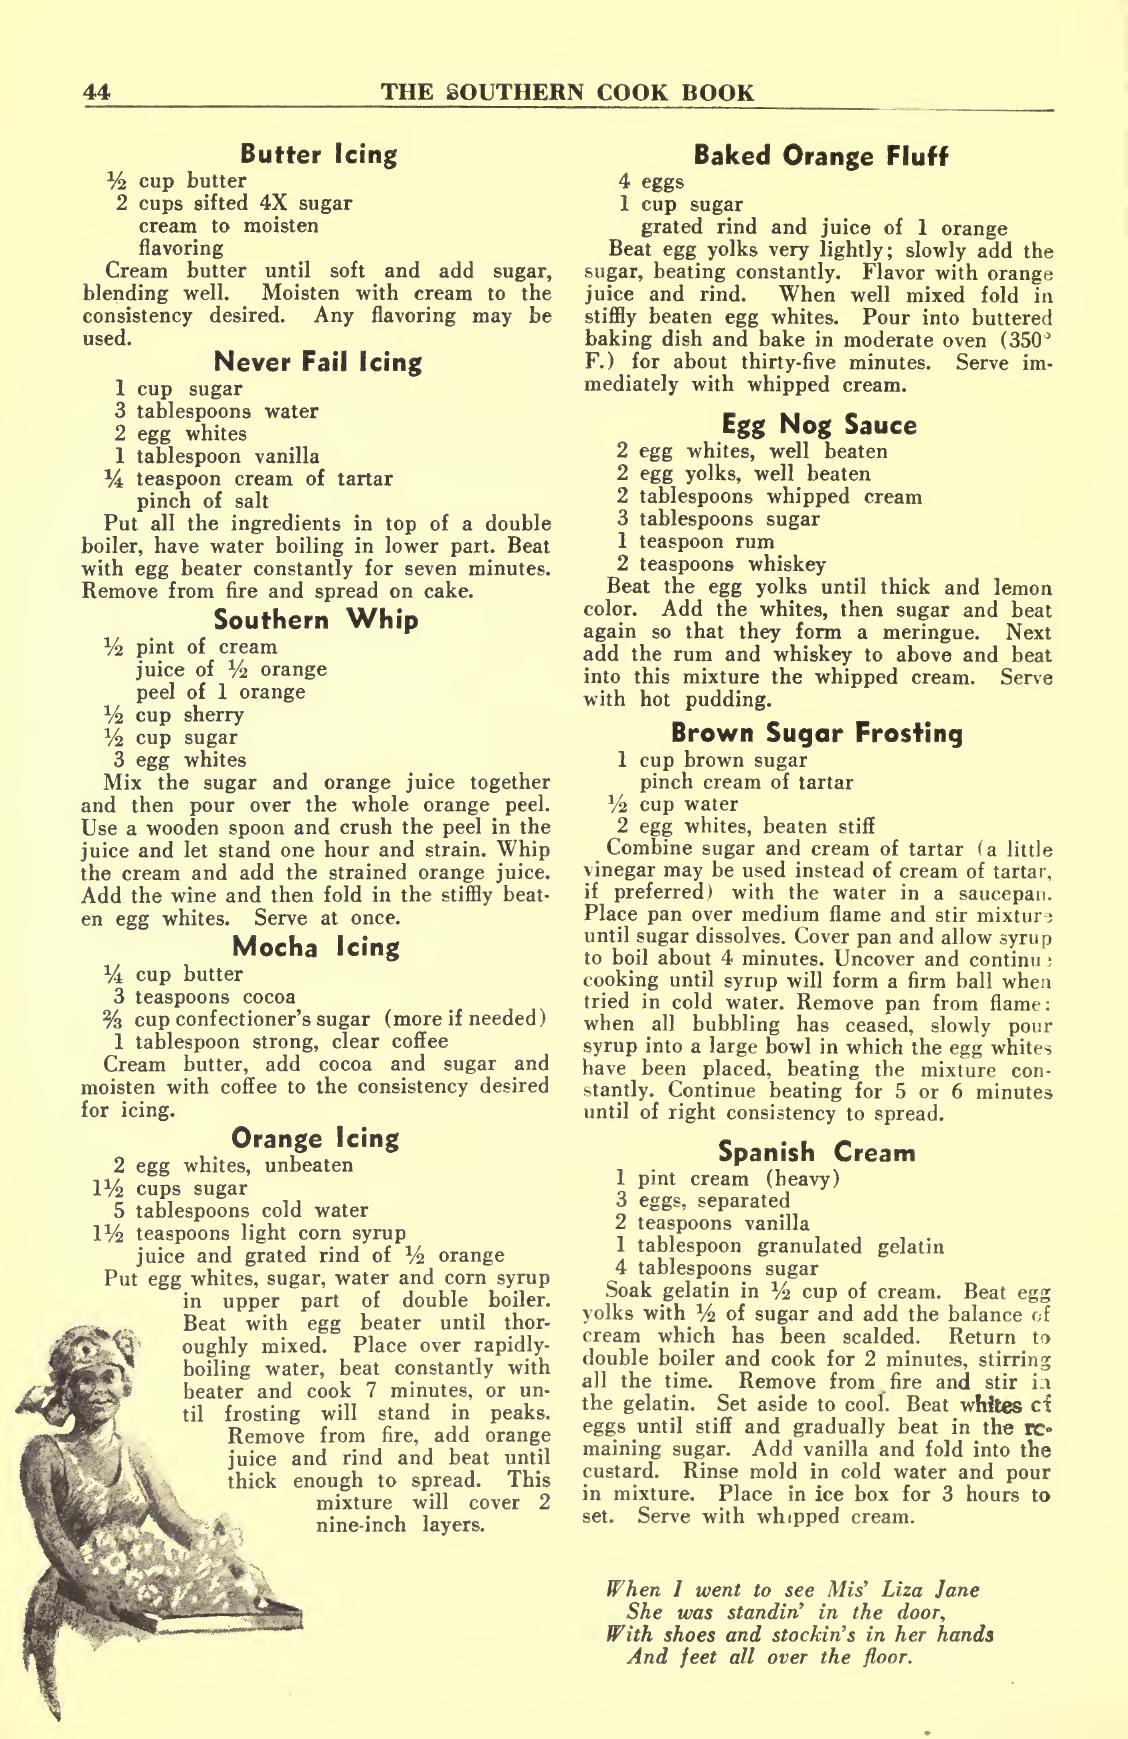 44 THE SOUTHERN COOK BOOK
Butter Icing
½ cup butter
2 cups sifted 4X sugar
cream to moisten
flavoring
Cream butter until soft and add sugar,
blending well. Moisten with cream to the
consistency desired. Any flavoring may be
used.
Never Fail Icing
1 cup sugar
3 tablespoons water
2 egg whites
1 tablespoon vanilla
¼ teaspoon cream of tartar
pinch of salt
Put all the ingredients in top of a double
boiler, have water boiling in lower part. Beat
with egg beater constantly for seven minutes.
Remove from fire and spread on cake.
Southern Whip
½ pint of cream
juice of ½ orange
peel of 1 orange
½ cup sherry
½ cup sugar
3 egg whites
Mix the sugar and orange juice together
and then pour over the whole orange peel.
Use a wooden spoon and crush the peel in the
juice and let stand one hour and strain. Whip
the cream and add the strained orange juice.
Add the wine and then fold in the stiffly beat-
en egg whites. Serve at once.
Mocha Icing
¼ cup butter
3 teaspoons cocoa
⅔ cup confectioner's sugar (more if needed)
1 tablespoon strong, clear coffee
Cream butter, add cocoa and sugar and
moisten with coffee to the consistency desired
for icing.
Orange Icing
2 egg whites, unbeaten
1½ cups sugar
5 tablespoons cold water
1½ teaspoons light corn syrup
juice and grated rind of ½ orange
Put egg whites, sugar, water and corn syrup
in upper part of double boiler.
Beat with egg beater until thor-
oughly mixed. Place over rapidly-
boiling water, beat constantly with
beater and cook 7 minutes, or un-
til frosting will stand in peaks.
Remove from fire, add orange
juice and rind and beat until
thick enough to spread. This
mixture will cover 2
nine-inch layers.
Baked Orange Fluff
4 eggs
1 cup sugar
grated rind and juice of 1 orange
Beat egg yolks very lightly; slowly add the
sugar, beating constantly. Flavor with orange
juice and rind. When well mixed fold in
stiffly beaten egg whites. Pour into buttered
baking dish and bake in moderate oven (350°
F.) for about thirty-five minutes. Serve im-
mediately with whipped cream.
Egg Nog Sauce
2 egg whites, well beaten
2 egg yolks, well beaten
2 tablespoons whipped cream
3 tablespoons sugar
1 teaspoon rum
2 teaspoons whiskey
Beat the egg yolks until thick and lemon
color. Add the whites, then sugar and beat
again so that they form a meringue. Next
add the rum and whiskey to above and beat
into this mixture the whipped cream. Serve
with hot pudding.
Brown Sugar Frosting
1 cup brown sugar
pinch cream of tartar
½ cup water
2 egg whites, beaten stiff
Combine sugar and cream of tartar (a little
vinegar may be used instead of cream of tartar,
if preferred) with the water in a saucepan.
Place pan over medium flame and stir mixture
until sugar dissolves. Cover pan and allow syrup
to boil about 4 minutes. Uncover and continue
cooking until syrup will form a firm ball when
tried in cold water. Remove pan from flame:
when all bubbling has ceased, slowly pour
syrup into a large bowl in which the egg whites
have been placed, beating the mixture con-
stantly. Continue beating for 5 or 6 minutes
until of right consistency to spread.
Spanish Cream
1 pint cream (heavy)
3 eggs, separated
2 teaspoons vanilla
1 tablespoon granulated gelatin
4 tablespoons sugar
Soak gelatin in ½ cup of cream. Beat egg
yolks with ½ of sugar and add the balance of
cream which has been scalded. Return to
double boiler and cook for 2 minutes, stirring
all the time. Remove from fire and stir in
the gelatin. Set aside to cool. Beat whites of
eggs until stiff and gradually beat in the re-
maining sugar. Add vanilla and fold into the
custard. Rinse mold in cold water and pour
in mixture. Place in ice box for 3 hours to
set. Serve with whipped cream.
When I went to see Mis' Liza Jane
She was standin' in the door,
With shoes and stockin's in her hands
And feet all over the floor.